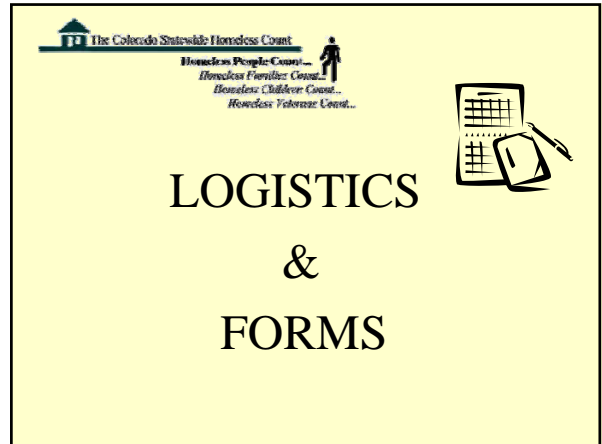 The Colorado Statewide Homeless Count
Homeless People Count...
Homeless Families Count...
Homeless Children Count...
Homeless Veterans Count...
LOGISTICS
&
FORMS